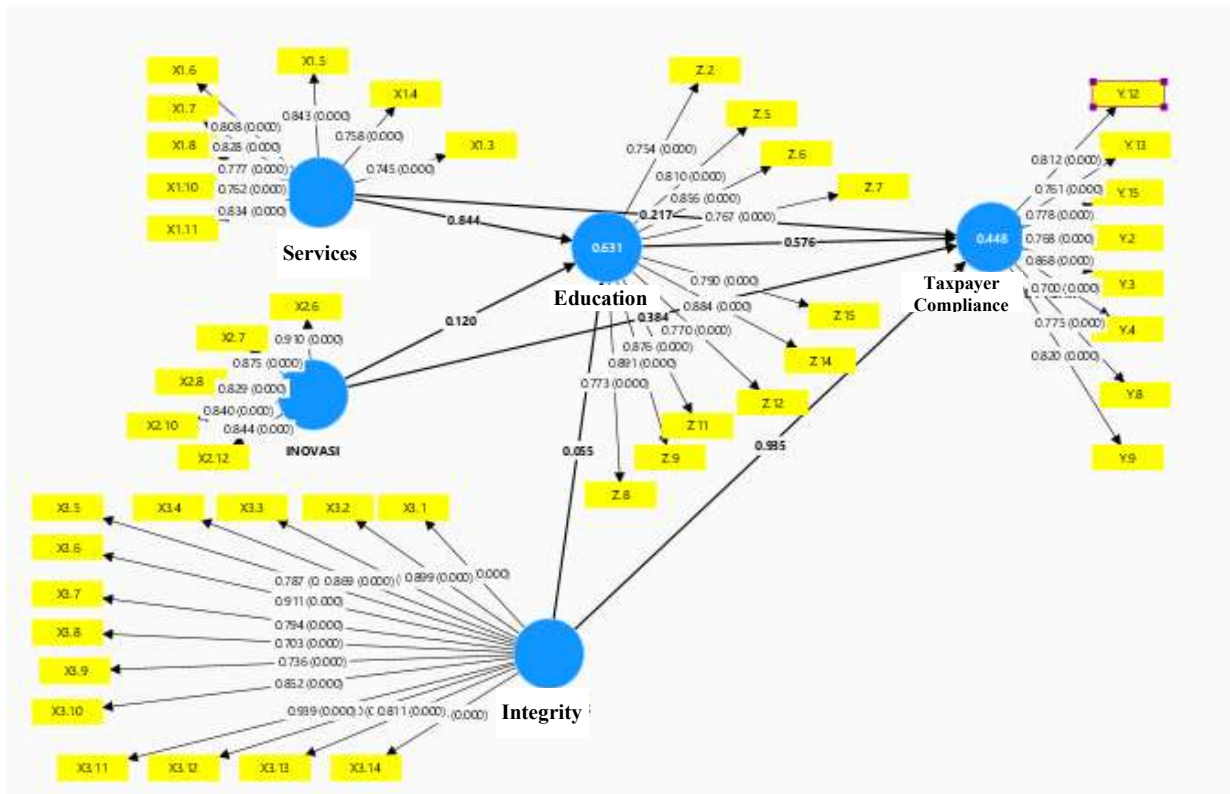 X1.6
X1.5
X1.4
X1.3
X1.7
X1.8
X1.10
X1.11
0.808 (0.000)
0.843 (0.000)
0.758 (0.000)
0.745 (0.000)
0.828 (0.000)
0.777 (0.000)
0.762 (0.000)
0.834 (0.000)
Services
0.844
0.217
X2.6
X2.7
X2.8
X2.10
X2.12
0.910 (0.000)
0.875 (0.000)
0.829 (0.000)
0.840 (0.000)
0.844 (0.000)
INOVASI
0.120
0.384
Z.2
Z.5
Z.6
Z.7
0.754 (0.000)
0.810 (0.000)
0.856 (0.000)
0.767 (0.000)
0.631
Education
0.576
0.790 (0.000)
0.884 (0.000)
0.770 (0.000)
0.876 (0.000)
0.891 (0.000)
0.773 (0.000)
Z.15
Z.14
Z.12
Z.11
Z.9
Z.8
Y.12
Y.13
Y.15
Y.2
Y.3
Y.4
Y.8
Y.9
0.812 (0.000)
0.761 (0.000)
0.778 (0.000)
0.768 (0.000)
0.868 (0.000)
0.700 (0.000)
0.775 (0.000)
0.820 (0.000)
0.448
Taxpayer
Compliance
0.055
0.935
X3.5
X3.4
X3.3
X3.2
X3.1
X3.6
X3.7
X3.8
X3.9
X3.10
X3.11
X3.12
X3.13
X3.14
0.787
0.869 (0.000)
0.899 (0.000)
0.911 (0.000)
0.794 (0.000)
0.703 (0.000)
0.736 (0.000)
0.852 (0.000)
0.939 (0.000)
0.811 (0.000)
Integrity